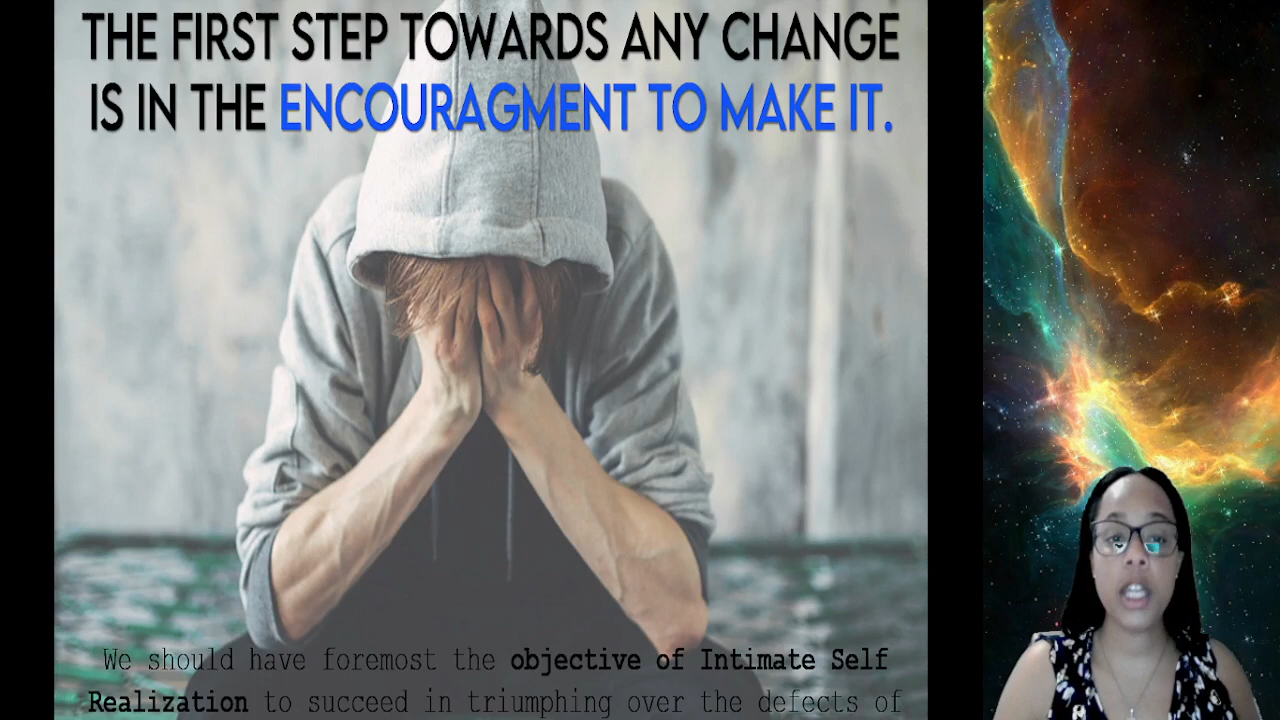 THE FIRST STEP TOWARDS ANY CHANGE
IS IN THE ENCOURAGMENT TO MAKE IT.
We should have foremost the objective of Intimate Self
Realization to succeed in triumphing over the defects of